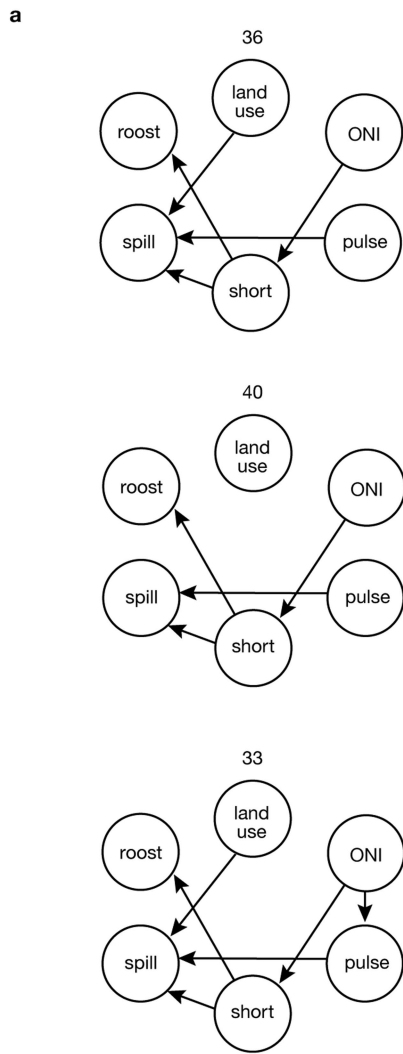 a
36
land
use
roost
ONI
spill
pulse
short
40
land
use
roost
ONI
spill
pulse
short
33
land
use
roost
ONI
spill
pulse
short